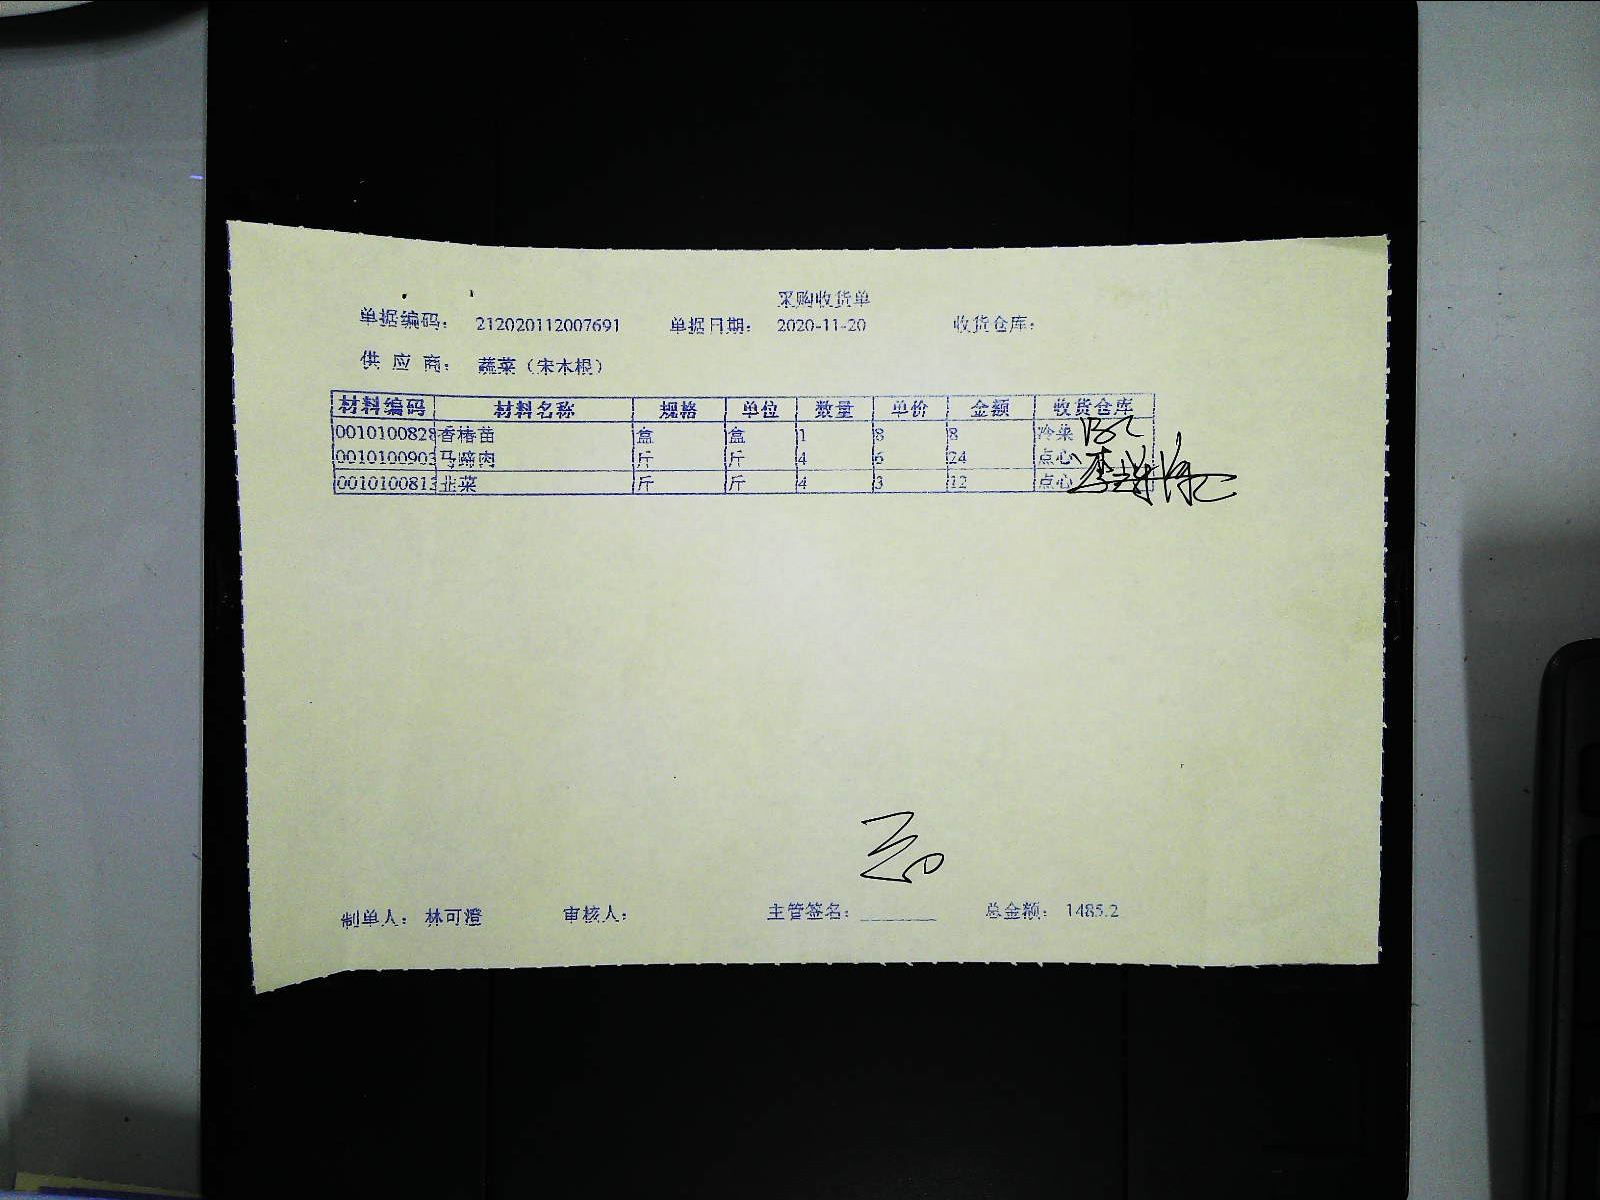 采购收货单
单据编码： 212020112007691 单据日期： 2020-11-20 收货仓库：
供 应 商： 蔬菜（宋木根）
材料编码 材料名称 规格 单位 数量 单价 金额 收货仓库
0010100828 香椿苗 盒 盒 1 8 8 冷菜
0010100903 马蹄肉 斤 斤 4 6 24 点心
0010100813 韭菜 斤 斤 4 3 12 点心
制单人： 林可澄 审核人： 主管签名： ________ 总金额： 1485.2